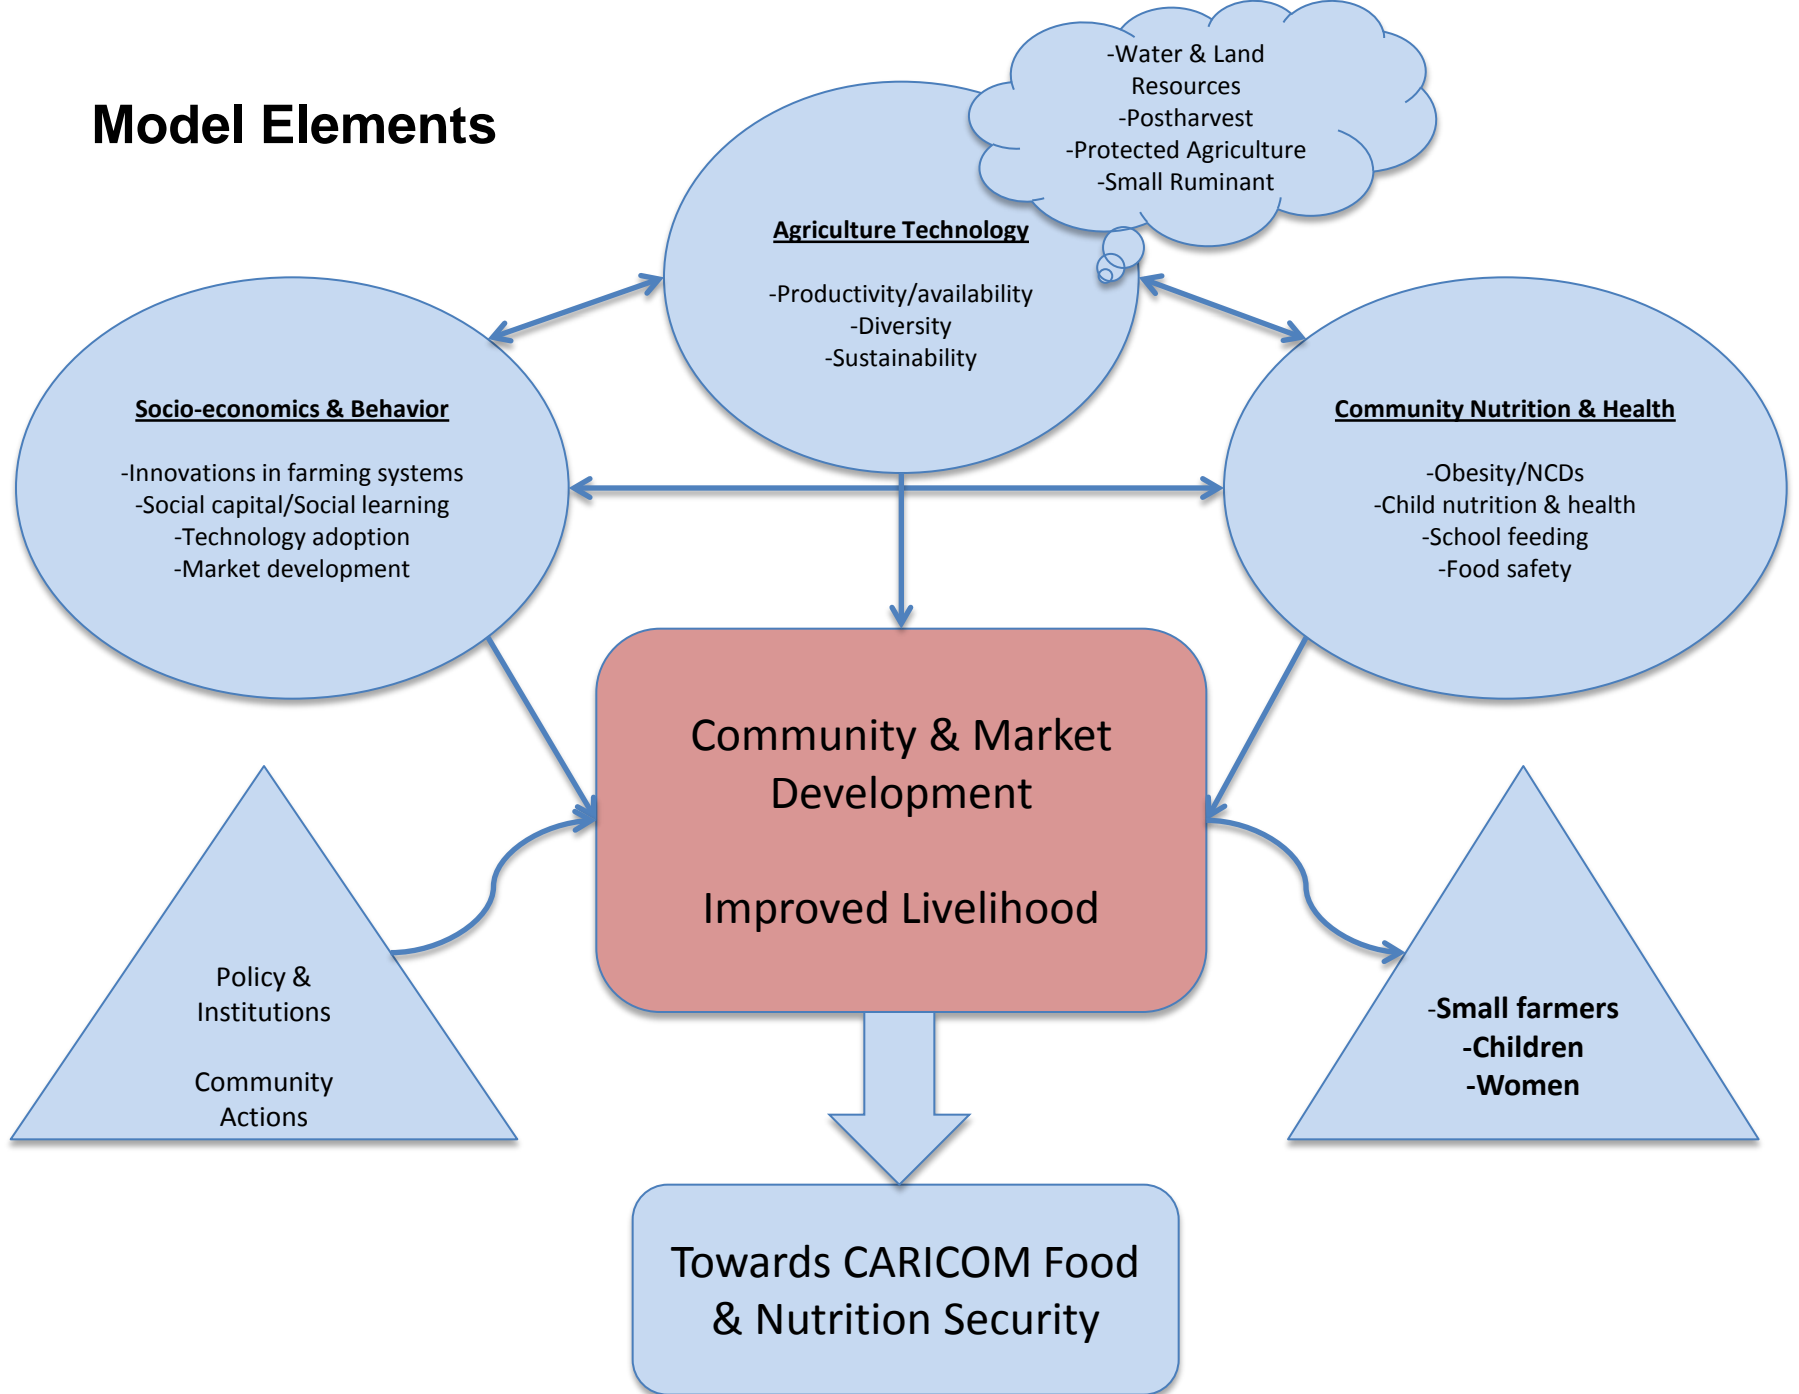 Model Elements
-Water & Land
Resources
-Postharvest
-Protected Agriculture
-Small Ruminant
Agriculture Technology
-Productivity/availability
-Diversity
-Sustainability
Socio-economics & Behavior
-Innovations in farming systems
-Social capital/Social learning
-Technology adoption
-Market development
Community Nutrition & Health
-Obesity/NCDs
-Child nutrition & health
-School feeding
-Food safety
Community & Market
Development
Improved Livelihood
Policy &
Institutions
Community
Actions
-Small farmers
-Children
-Women
Towards CARICOM Food
& Nutrition Security